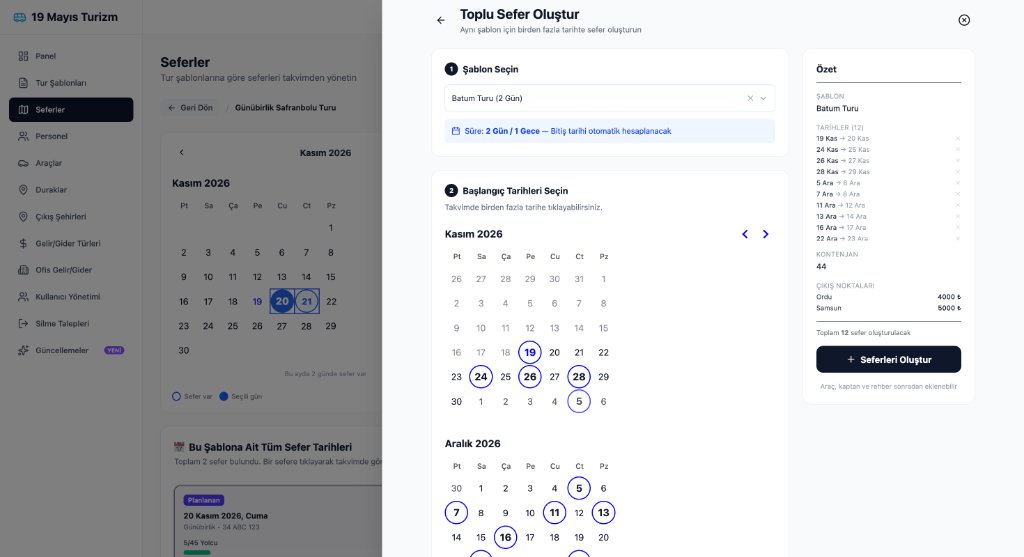 19 Mayıs Turizm
Panel
Tur Şablonları
Seferler
Personel
Araçlar
Duraklar
Çıkış Şehirleri
Gelir/Gider Türleri
Ofis Gelir/Gider
Kullanıcı Yönetimi
Silme Talepleri
Güncellemeler YENİ
Seferler
Tur şablonlarına göre seferleri takvimden yönetin
← Geri Dön / Günübirlik Safranbolu Turu
Kasım 2026
Kasım 2026
Pt Sa Ça Pe Cu Ct Pz
1
2 3 4 5 6 7 8
9 10 11 12 13 14 15
16 17 18 19 20 21 22
23 24 25 26 27 28 29
30
Bu ayda 2 günde sefer var
Sefer var Seçili gün
Bu Şablona Ait Tüm Sefer Tarihleri
Toplam 2 sefer bulundu. Bir sefere tıklayarak takvimde gör
Planlanan
20 Kasım 2026, Cuma
Günübirlik • 34 ABC 123
5/45 Yolcu
Toplu Sefer Oluştur
Aynı şablon için birden fazla tarihte sefer oluşturun
1 Şablon Seçin
Batum Turu (2 Gün)
Süre: 2 Gün / 1 Gece — Bitiş tarihi otomatik hesaplanacak
2 Başlangıç Tarihleri Seçin
Takvimde birden fazla tarihe tıklayabilirsiniz.
Kasım 2026
Pt Sa Ça Pe Cu Ct Pz
26 27 28 29 30 31 1
2 3 4 5 6 7 8
9 10 11 12 13 14 15
16 17 18 19 20 21 22
23 24 25 26 27 28 29
30 1 2 3 4 5 6
Aralık 2026
Pt Sa Ça Pe Cu Ct Pz
30 1 2 3 4 5 6
7 8 9 10 11 12 13
14 15 16 17 18 19 20
Özet
ŞABLON
Batum Turu
TARİHLER (12)
19 Kas → 20 Kas
24 Kas → 25 Kas
26 Kas → 27 Kas
28 Kas → 29 Kas
5 Ara → 6 Ara
7 Ara → 8 Ara
11 Ara → 12 Ara
13 Ara → 14 Ara
16 Ara → 17 Ara
22 Ara → 23 Ara
KONTENJAN
44
ÇIKIŞ NOKTALARI
Ordu 4000 ₺
Samsun 5000 ₺
Toplam 12 sefer oluşturulacak
+ Seferleri Oluştur
Araç, kaptan ve rehber sonradan eklenebilir